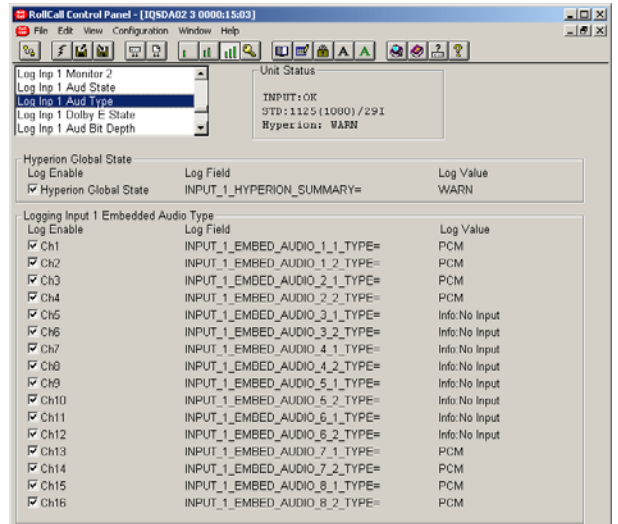 RollCall Control Panel - [IQSDA02 3 0000:15:03]
File Edit View Configuration Window Help
A A ?
Log Inp 1 Monitor 2
Log Inp 1 Aud State
Log Inp 1 Aud Type
Log Inp 1 Dolby E State
Log Inp 1 Aud Bit Depth
Unit Status
INPUT:OK
STD:1125(1080)/29I
Hyperion: WARN
Hyperion Global State
Log Enable Log Field Log Value
Hyperion Global State INPUT_1_HYPERION_SUMMARY= WARN
Logging Input 1 Embedded Audio Type
Log Enable Log Field Log Value
Ch1 INPUT_1_EMBED_AUDIO_1_1_TYPE= PCM
Ch2 INPUT_1_EMBED_AUDIO_1_2_TYPE= PCM
Ch3 INPUT_1_EMBED_AUDIO_2_1_TYPE= PCM
Ch4 INPUT_1_EMBED_AUDIO_2_2_TYPE= PCM
Ch5 INPUT_1_EMBED_AUDIO_3_1_TYPE= Info:No Input
Ch6 INPUT_1_EMBED_AUDIO_3_2_TYPE= Info:No Input
Ch7 INPUT_1_EMBED_AUDIO_4_1_TYPE= Info:No Input
Ch8 INPUT_1_EMBED_AUDIO_4_2_TYPE= Info:No Input
Ch9 INPUT_1_EMBED_AUDIO_5_1_TYPE= Info:No Input
Ch10 INPUT_1_EMBED_AUDIO_5_2_TYPE= Info:No Input
Ch11 INPUT_1_EMBED_AUDIO_6_1_TYPE= Info:No Input
Ch12 INPUT_1_EMBED_AUDIO_6_2_TYPE= Info:No Input
Ch13 INPUT_1_EMBED_AUDIO_7_1_TYPE= PCM
Ch14 INPUT_1_EMBED_AUDIO_7_2_TYPE= PCM
Ch15 INPUT_1_EMBED_AUDIO_8_1_TYPE= PCM
Ch16 INPUT_1_EMBED_AUDIO_8_2_TYPE= PCM